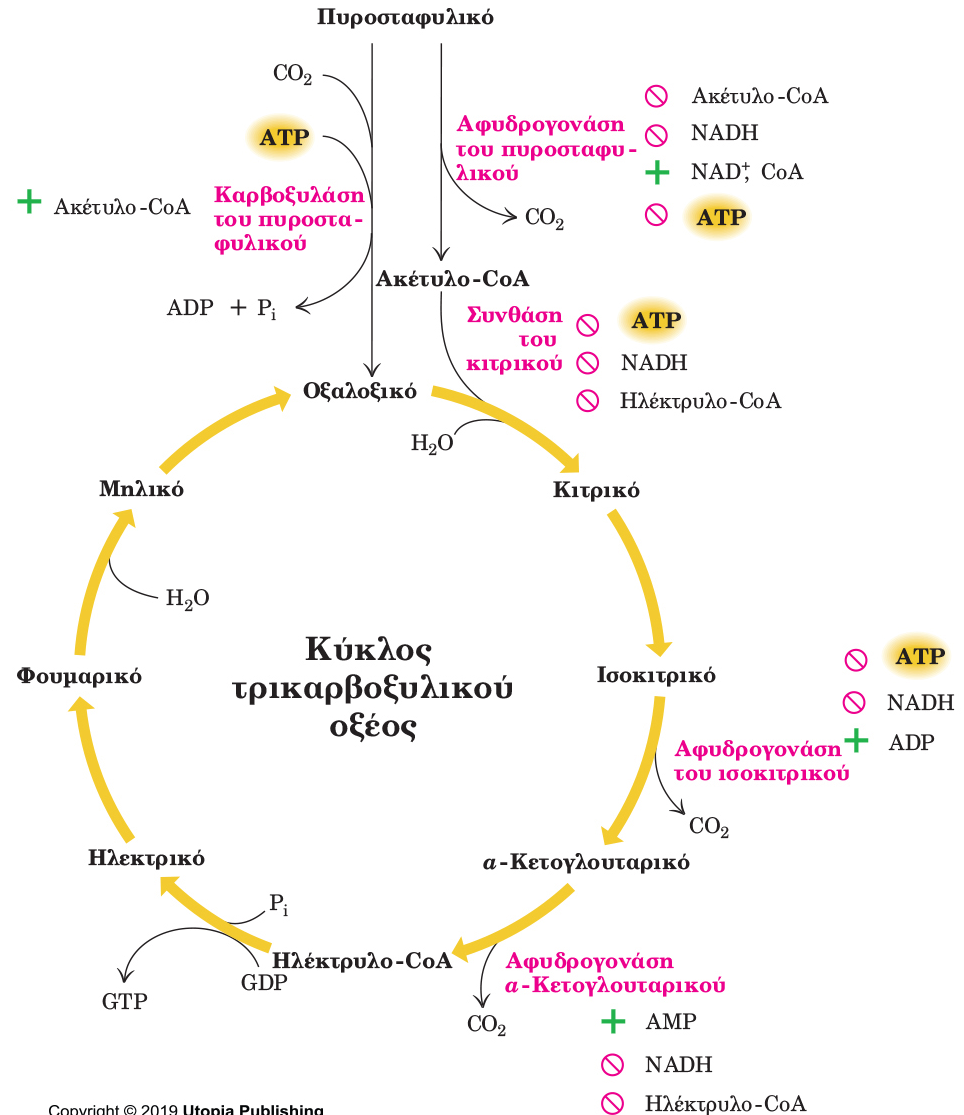 Πυροσταφυλικό
CO2
ATP
+ Ακέτυλο-CoA
Καρβοξυλάση
του πυροστα-
φυλικού
ADP + Pi
Αφυδρογονάση
του πυροσταφυ-
λικού
CO2
Ακέτυλο-CoA
NADH
+ NAD+, CoA
ATP
Ακέτυλο-CoA
Συνθάση
του
κιτρικού
ATP
NADH
Ηλέκτρυλο-CoA
Οξαλοξικό
H2O
Κιτρικό
Μηλικό
H2O
Φουμαρικό
Κύκλος
τρικαρβοξυλικού
οξέος
Ισοκιτρικό
ATP
NADH
+ ADP
Αφυδρογονάση
του ισοκιτρικού
CO2
α-Κετογλουταρικό
Ηλεκτρικό
Pi
GDP
GTP
Ηλέκτρυλο-CoA
CO2
Αφυδρογονάση
α-Κετογλουταρικού
+ AMP
NADH
Ηλέκτρυλο-CoA
Copyright © 2019 Utopia Publishing